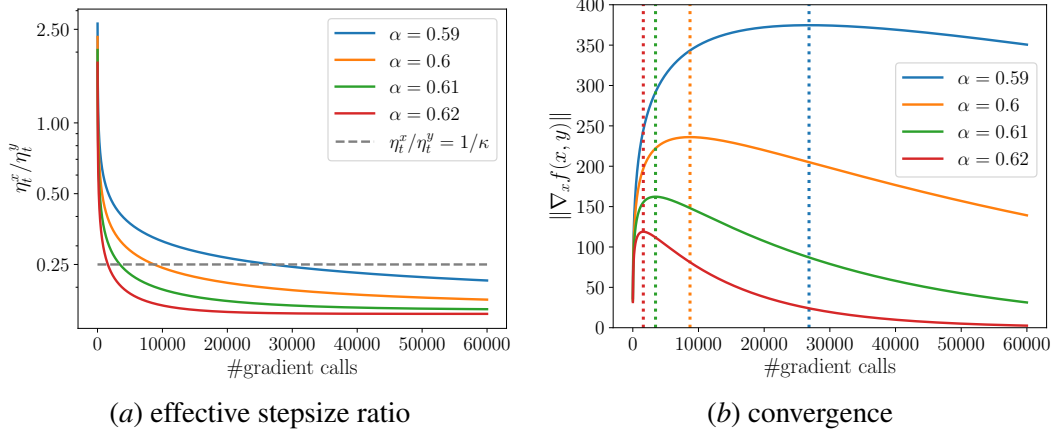 2.50
1.00
0.50
0.25
η_t^x/η_t^y
α = 0.59
α = 0.6
α = 0.61
α = 0.62
η_t^x/η_t^y = 1/κ
0 10000 20000 30000 40000 50000 60000
#gradient calls
(a) effective stepsize ratio
400
350
300
250
200
150
100
50
0
‖∇_x f(x, y)‖
α = 0.59
α = 0.6
α = 0.61
α = 0.62
0 10000 20000 30000 40000 50000 60000
#gradient calls
(b) convergence